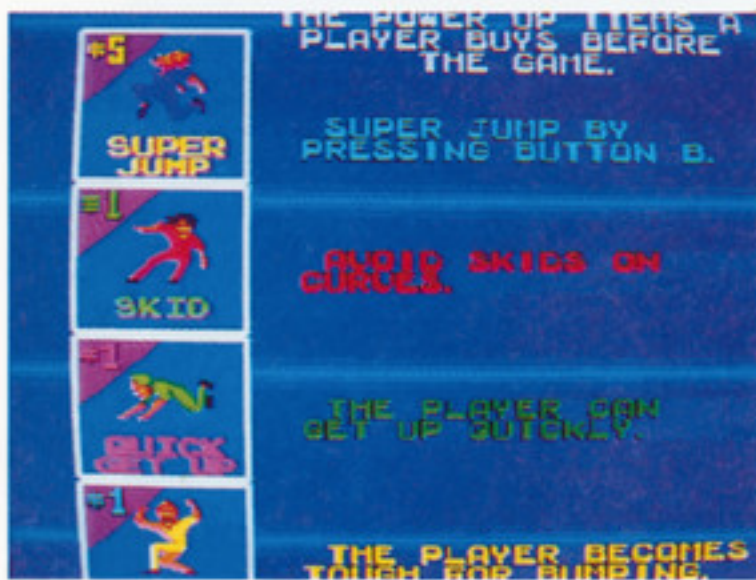 THE POWER UP ITEMS A
PLAYER BUYS BEFORE
THE GAME.
#5
SUPER
JUMP
SUPER JUMP BY
PRESSING BUTTON B.
#1
SKID
AVOID SKIDS ON
CURVES.
#1
QUICK
GET UP
THE PLAYER CAN
GET UP QUICKLY.
#1
THE PLAYER BECOMES
TOUGH FOR BUMPING.